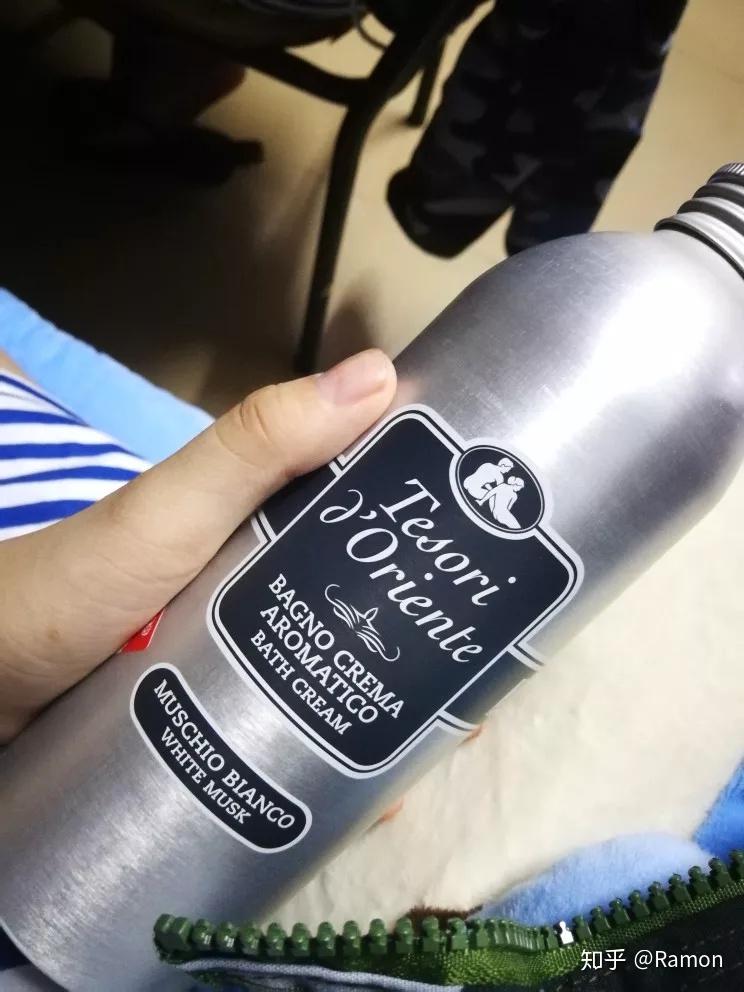 Tesori
d'Oriente
BAGNO CREMA
AROMATICO
BATH CREAM
MUSCHIO BIANCO
WHITE MUSK
知乎 @Ramon